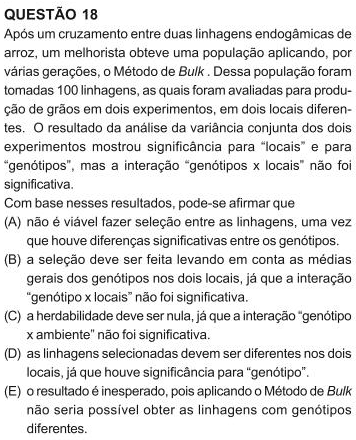 QUESTÃO 18
Após um cruzamento entre duas linhagens endogâmicas de
arroz, um melhorista obteve uma população aplicando, por
várias gerações, o Método de Bulk . Dessa população foram
tomadas 100 linhagens, as quais foram avaliadas para produ-
ção de grãos em dois experimentos, em dois locais diferen-
tes. O resultado da análise da variância conjunta dos dois
experimentos mostrou significância para “locais” e para
“genótipos”, mas a interação “genótipos x locais” não foi
significativa.
Com base nesses resultados, pode-se afirmar que
(A) não é viável fazer seleção entre as linhagens, uma vez
que houve diferenças significativas entre os genótipos.
(B) a seleção deve ser feita levando em conta as médias
gerais dos genótipos nos dois locais, já que a interação
“genótipo x locais” não foi significativa.
(C) a herdabilidade deve ser nula, já que a interação “genótipo
x ambiente” não foi significativa.
(D) as linhagens selecionadas devem ser diferentes nos dois
locais, já que houve significância para “genótipo”.
(E) o resultado é inesperado, pois aplicando o Método de Bulk
não seria possível obter as linhagens com genótipos
diferentes.